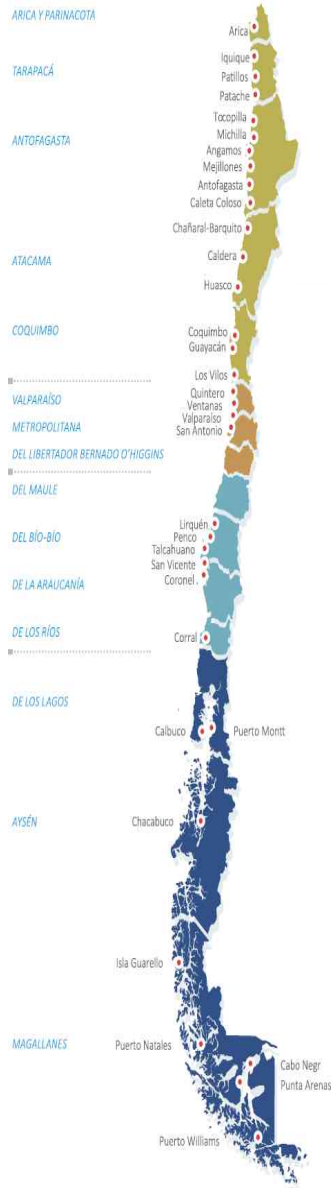 ARICA Y PARINACOTA
Arica
Iquique
TARAPACÁ
Patillos
Patache
Tocopilla
Michilla
ANTOFAGASTA
Angamos
Mejillones
Antofagasta
Caleta Coloso
Chañaral-Barquito
Caldera
ATACAMA
Huasco
COQUIMBO
Coquimbo
Guayacán
Los Vilos
Quintero
VALPARAÍSO
Ventanas
Valparaíso
METROPOLITANA
San Antonio
DEL LIBERTADOR BERNADO O'HIGGINS
DEL MAULE
Lirquén
DEL BÍO-BÍO
Penco
Talcahuano
San Vicente
Coronel
DE LA ARAUCANÍA
DE LOS RÍOS
Corral
DE LOS LAGOS
Calbuco
Puerto Montt
AYSÉN
Chacabuco
Isla Guarello
MAGALLANES
Puerto Natales
Cabo Negr
Punta Arenas
Puerto Williams